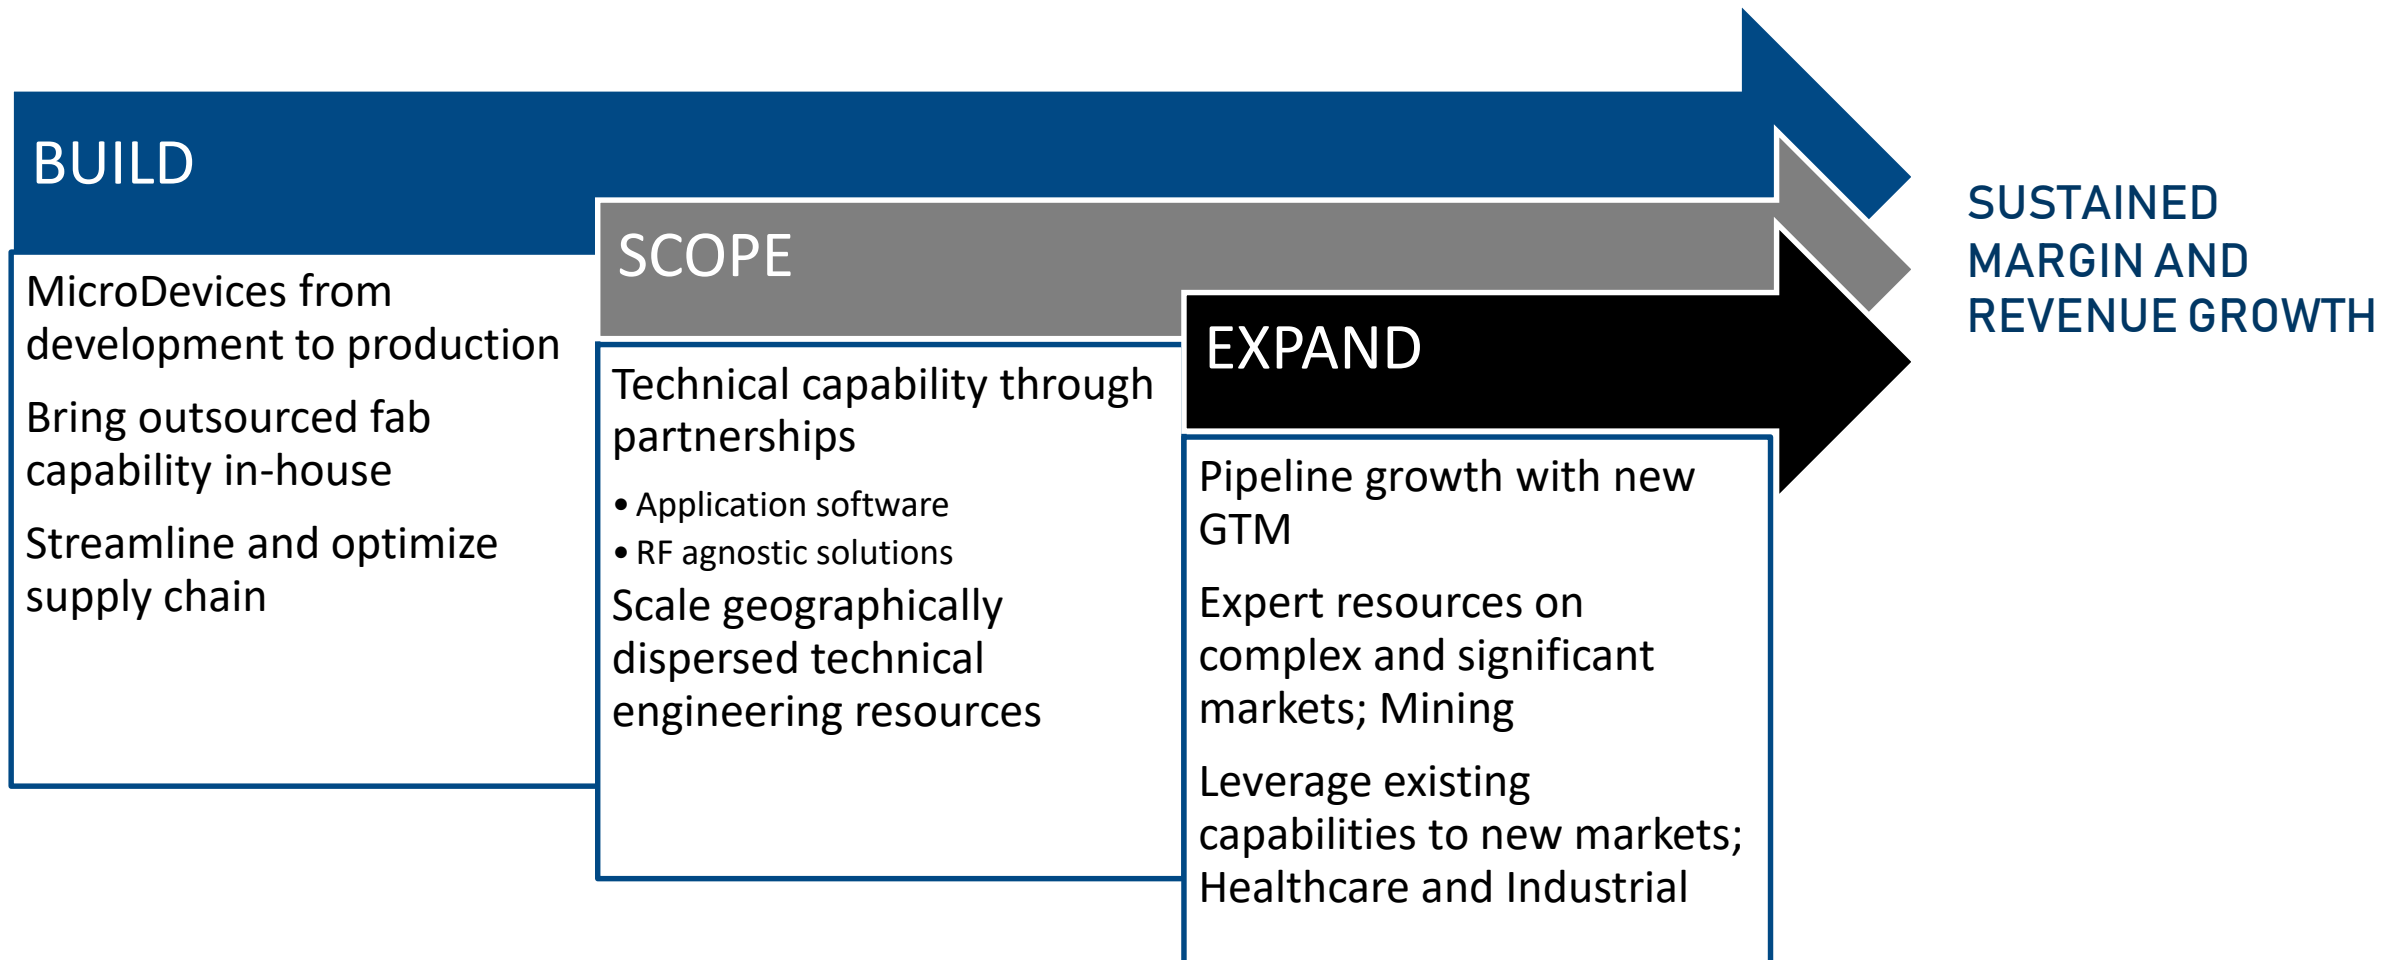 BUILD
MicroDevices from
development to production
Bring outsourced fab
capability in-house
Streamline and optimize
supply chain
SCOPE
Technical capability through
partnerships
• Application software
• RF agnostic solutions
Scale geographically
dispersed technical
engineering resources
EXPAND
Pipeline growth with new
GTM
Expert resources on
complex and significant
markets; Mining
Leverage existing
capabilities to new markets;
Healthcare and Industrial
SUSTAINED
MARGIN AND
REVENUE GROWTH